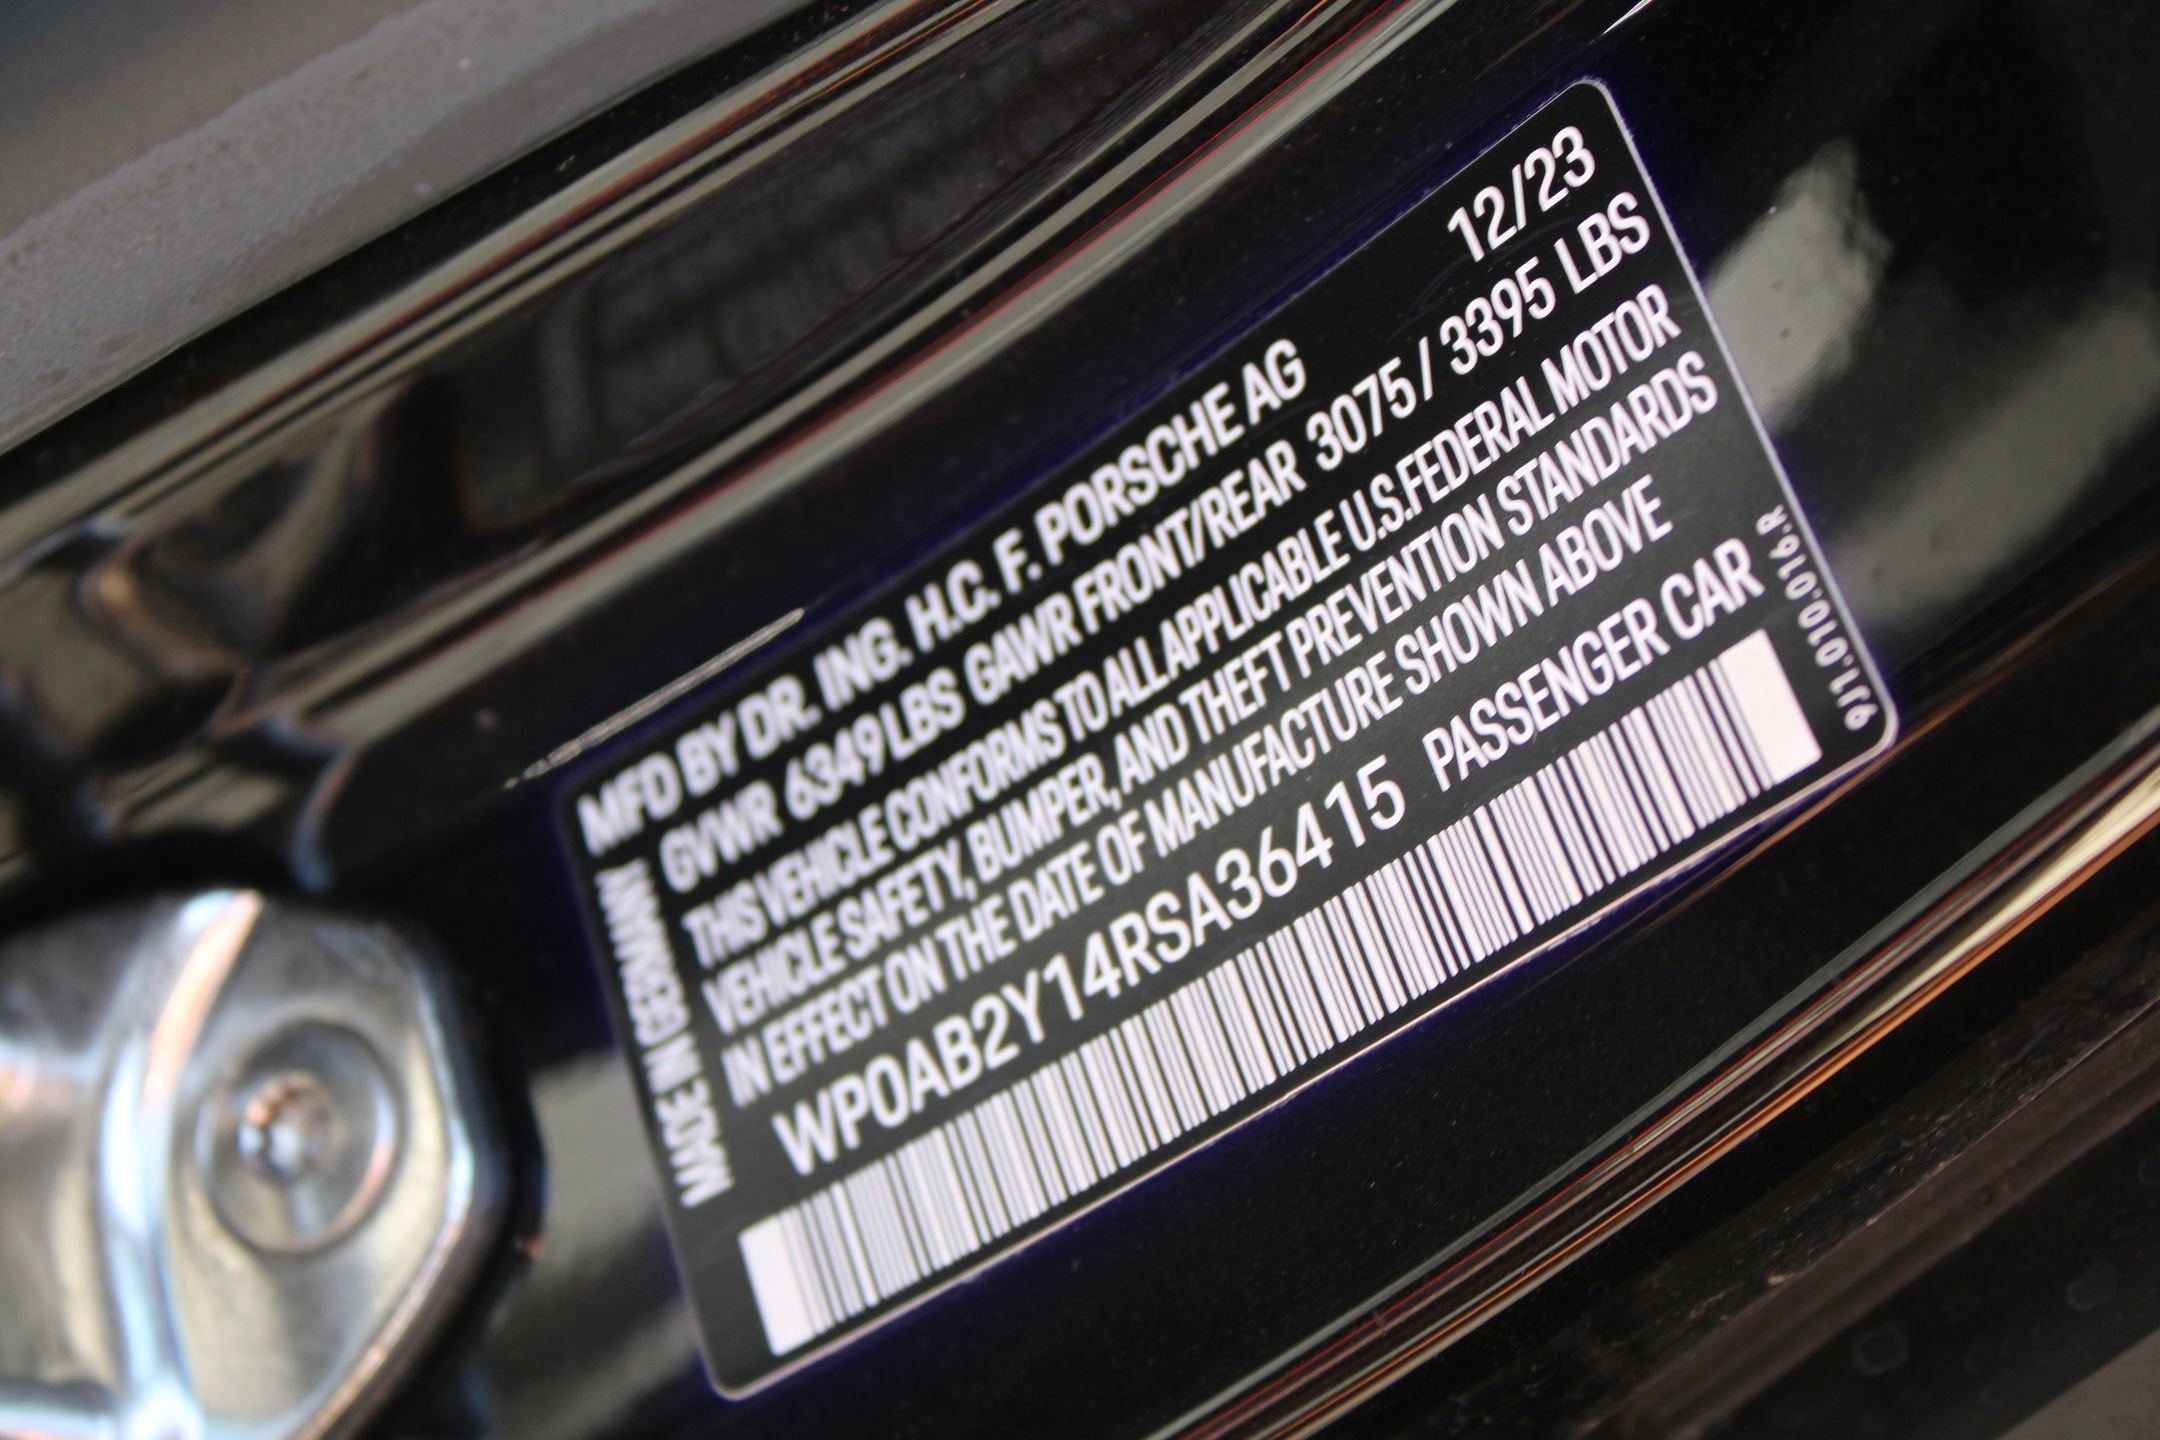 MFD BY DR. ING. H.C. F. PORSCHE AG 12/23
GVWR 6349 LBS GAWR FRONT/REAR 3075 / 3395 LBS
THIS VEHICLE CONFORMS TO ALL APPLICABLE U.S. FEDERAL MOTOR
VEHICLE SAFETY, BUMPER, AND THEFT PREVENTION STANDARDS
IN EFFECT ON THE DATE OF MANUFACTURE SHOWN ABOVE
WP0AB2Y14RSA36415 PASSENGER CAR
MADE IN GERMANY
9J1.010.016.R